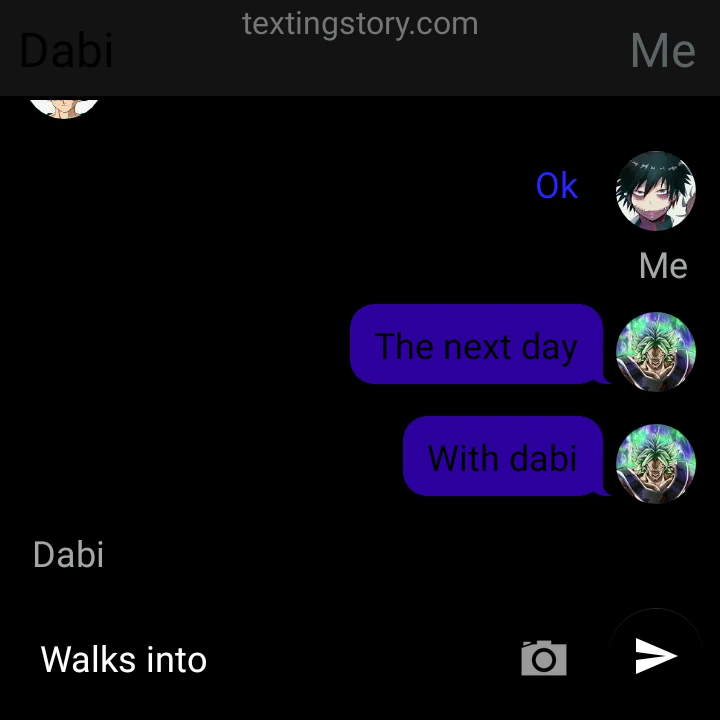 textingstory.com
Dabi
Me
Ok
Me
The next day
With dabi
Dabi
Walks into